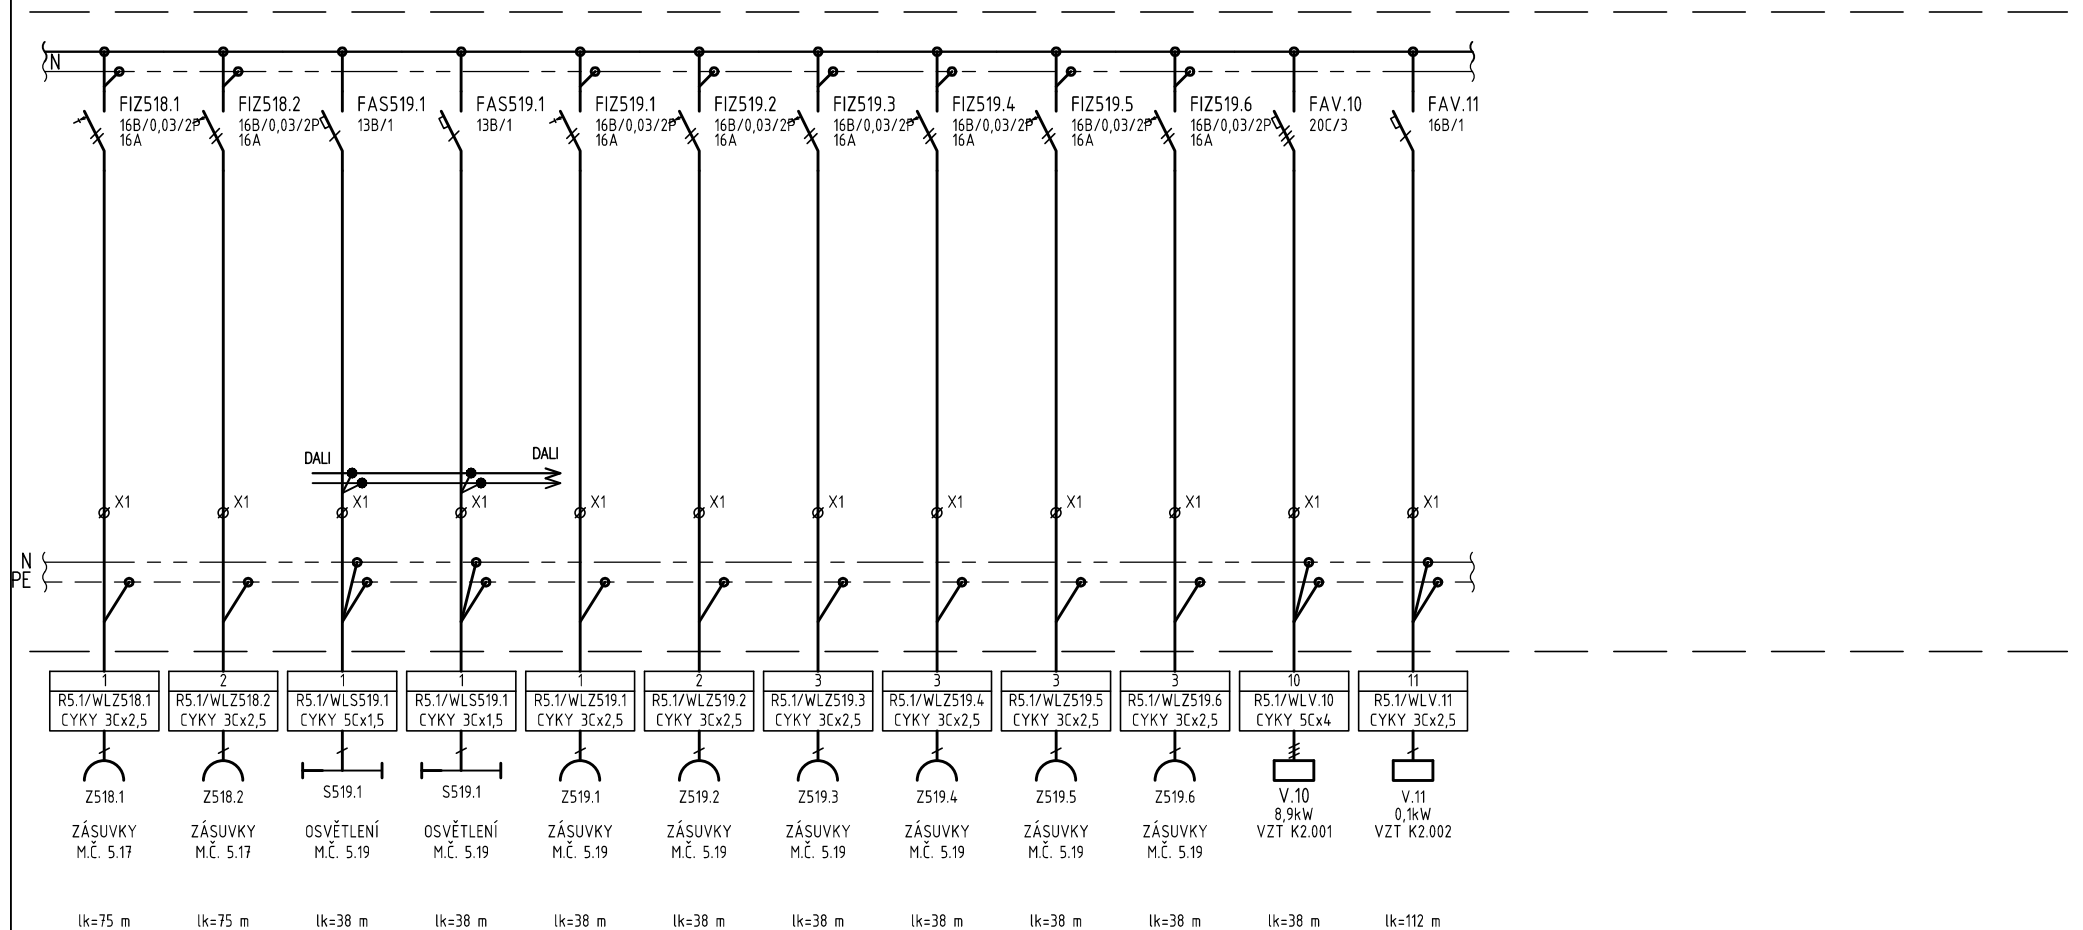 N
FIZ518.1
16B/0,03/2P
16A
FIZ518.2
16B/0,03/2P
16A
FAS519.1
13B/1
FAS519.1
13B/1
FIZ519.1
16B/0,03/2P
16A
FIZ519.2
16B/0,03/2P
16A
FIZ519.3
16B/0,03/2P
16A
FIZ519.4
16B/0,03/2P
16A
FIZ519.5
16B/0,03/2P
16A
FIZ519.6
16B/0,03/2P
16A
FAV.10
20C/3
FAV.11
16B/1
DALI
DALI
X1
X1
X1
X1
X1
X1
X1
X1
X1
X1
X1
X1
N
PE
1
R5.1/WLZ518.1
CYKY 3Cx2,5
2
R5.1/WLZ518.2
CYKY 3Cx2,5
1
R5.1/WLS519.1
CYKY 5Cx1,5
1
R5.1/WLS519.1
CYKY 3Cx1,5
1
R5.1/WLZ519.1
CYKY 3Cx2,5
2
R5.1/WLZ519.2
CYKY 3Cx2,5
3
R5.1/WLZ519.3
CYKY 3Cx2,5
3
R5.1/WLZ519.4
CYKY 3Cx2,5
3
R5.1/WLZ519.5
CYKY 3Cx2,5
3
R5.1/WLZ519.6
CYKY 3Cx2,5
10
R5.1/WLV.10
CYKY 5Cx4
11
R5.1/WLV.11
CYKY 3Cx2,5
Z518.1
ZÁSUVKY
M.Č. 5.17
lk=75 m
Z518.2
ZÁSUVKY
M.Č. 5.17
lk=75 m
S519.1
OSVĚTLENÍ
M.Č. 5.19
lk=38 m
S519.1
OSVĚTLENÍ
M.Č. 5.19
lk=38 m
Z519.1
ZÁSUVKY
M.Č. 5.19
lk=38 m
Z519.2
ZÁSUVKY
M.Č. 5.19
lk=38 m
Z519.3
ZÁSUVKY
M.Č. 5.19
lk=38 m
Z519.4
ZÁSUVKY
M.Č. 5.19
lk=38 m
Z519.5
ZÁSUVKY
M.Č. 5.19
lk=38 m
Z519.6
ZÁSUVKY
M.Č. 5.19
lk=38 m
V.10
8,9kW
VZT K2.001
lk=38 m
V.11
0,1kW
VZT K2.002
lk=112 m